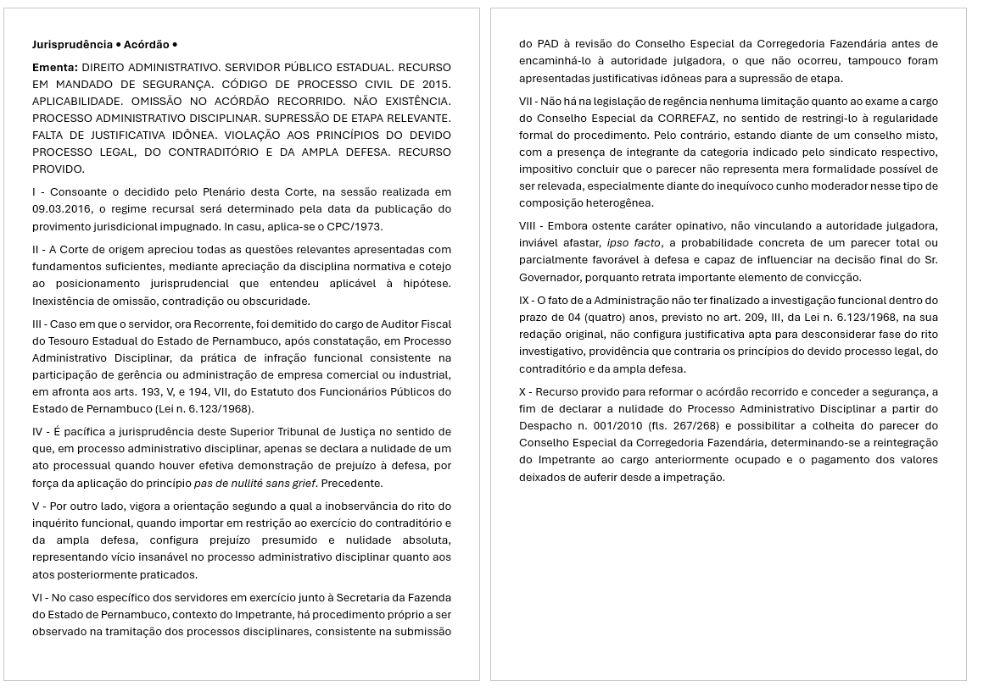 Jurisprudência • Acórdão •
Ementa: DIREITO ADMINISTRATIVO. SERVIDOR PÚBLICO ESTADUAL. RECURSO
EM MANDADO DE SEGURANÇA. CÓDIGO DE PROCESSO CIVIL DE 2015.
APLICABILIDADE. OMISSÃO NO ACÓRDÃO RECORRIDO. NÃO EXISTÊNCIA.
PROCESSO ADMINISTRATIVO DISCIPLINAR. SUPRESSÃO DE ETAPA RELEVANTE.
FALTA DE JUSTIFICATIVA IDÔNEA. VIOLAÇÃO AOS PRINCÍPIOS DO DEVIDO
PROCESSO LEGAL, DO CONTRADITÓRIO E DA AMPLA DEFESA. RECURSO
PROVIDO.
I - Consoante o decidido pelo Plenário desta Corte, na sessão realizada em
09.03.2016, o regime recursal será determinado pela data da publicação do
provimento jurisdicional impugnado. In casu, aplica-se o CPC/1973.
II - A Corte de origem apreciou todas as questões relevantes apresentadas com
fundamentos suficientes, mediante apreciação da disciplina normativa e cotejo
ao posicionamento jurisprudencial que entendeu aplicável à hipótese.
Inexistência de omissão, contradição ou obscuridade.
III - Caso em que o servidor, ora Recorrente, foi demitido do cargo de Auditor Fiscal
do Tesouro Estadual do Estado de Pernambuco, após constatação, em Processo
Administrativo Disciplinar, da prática de infração funcional consistente na
participação de gerência ou administração de empresa comercial ou industrial,
em afronta aos arts. 193, V, e 194, VII, do Estatuto dos Funcionários Públicos do
Estado de Pernambuco (Lei n. 6.123/1968).
IV - É pacífica a jurisprudência deste Superior Tribunal de Justiça no sentido de
que, em processo administrativo disciplinar, apenas se declara a nulidade de um
ato processual quando houver efetiva demonstração de prejuízo à defesa, por
força da aplicação do princípio pas de nullité sans grief. Precedente.
V - Por outro lado, vigora a orientação segundo a qual a inobservância do rito do
inquérito funcional, quando importar em restrição ao exercício do contraditório e
da ampla defesa, configura prejuízo presumido e nulidade absoluta,
representando vício insanável no processo administrativo disciplinar quanto aos
atos posteriormente praticados.
VI - No caso específico dos servidores em exercício junto à Secretaria da Fazenda
do Estado de Pernambuco, contexto do Impetrante, há procedimento próprio a ser
observado na tramitação dos processos disciplinares, consistente na submissão
do PAD à revisão do Conselho Especial da Corregedoria Fazendária antes de
encaminhá-lo à autoridade julgadora, o que não ocorreu, tampouco foram
apresentadas justificativas idôneas para a supressão de etapa.
VII - Não há na legislação de regência nenhuma limitação quanto ao exame a cargo
do Conselho Especial da CORREFAZ, no sentido de restringi-lo à regularidade
formal do procedimento. Pelo contrário, estando diante de um conselho misto,
com a presença de integrante da categoria indicado pelo sindicato respectivo,
impositivo concluir que o parecer não representa mera formalidade possível de
ser relevada, especialmente diante do inequívoco cunho moderador nesse tipo de
composição heterogênea.
VIII - Embora ostente caráter opinativo, não vinculando a autoridade julgadora,
inviável afastar, ipso facto, a probabilidade concreta de um parecer total ou
parcialmente favorável à defesa e capaz de influenciar na decisão final do Sr.
Governador, porquanto retrata importante elemento de convicção.
IX - O fato de a Administração não ter finalizado a investigação funcional dentro do
prazo de 04 (quatro) anos, previsto no art. 209, III, da Lei n. 6.123/1968, na sua
redação original, não configura justificativa apta para desconsiderar fase do rito
investigativo, providência que contraria os princípios do devido processo legal, do
contraditório e da ampla defesa.
X - Recurso provido para reformar o acórdão recorrido e conceder a segurança, a
fim de declarar a nulidade do Processo Administrativo Disciplinar a partir do
Despacho n. 001/2010 (fls. 267/268) e possibilitar a colheita do parecer do
Conselho Especial da Corregedoria Fazendária, determinando-se a reintegração
do Impetrante ao cargo anteriormente ocupado e o pagamento dos valores
deixados de auferir desde a impetração.